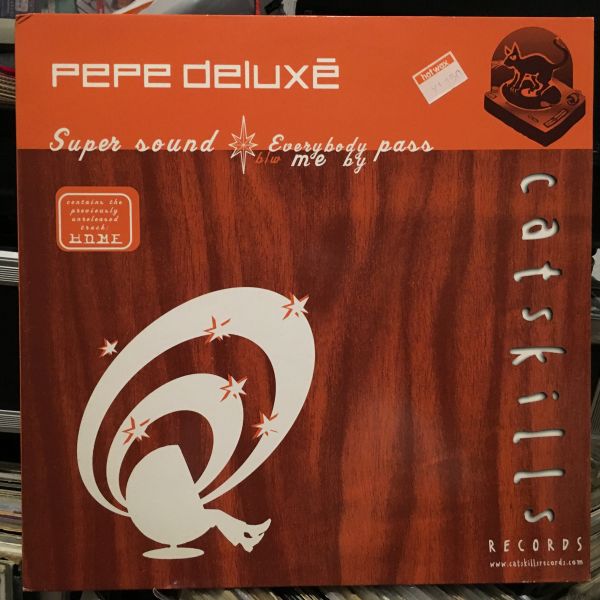 PEPE deluxē
hotwax
Super sound Everybody pass
b/w me by
contains the
previously
unreleased
track:
HOME
catskills
RECORDS
www.catskillsrecords.com